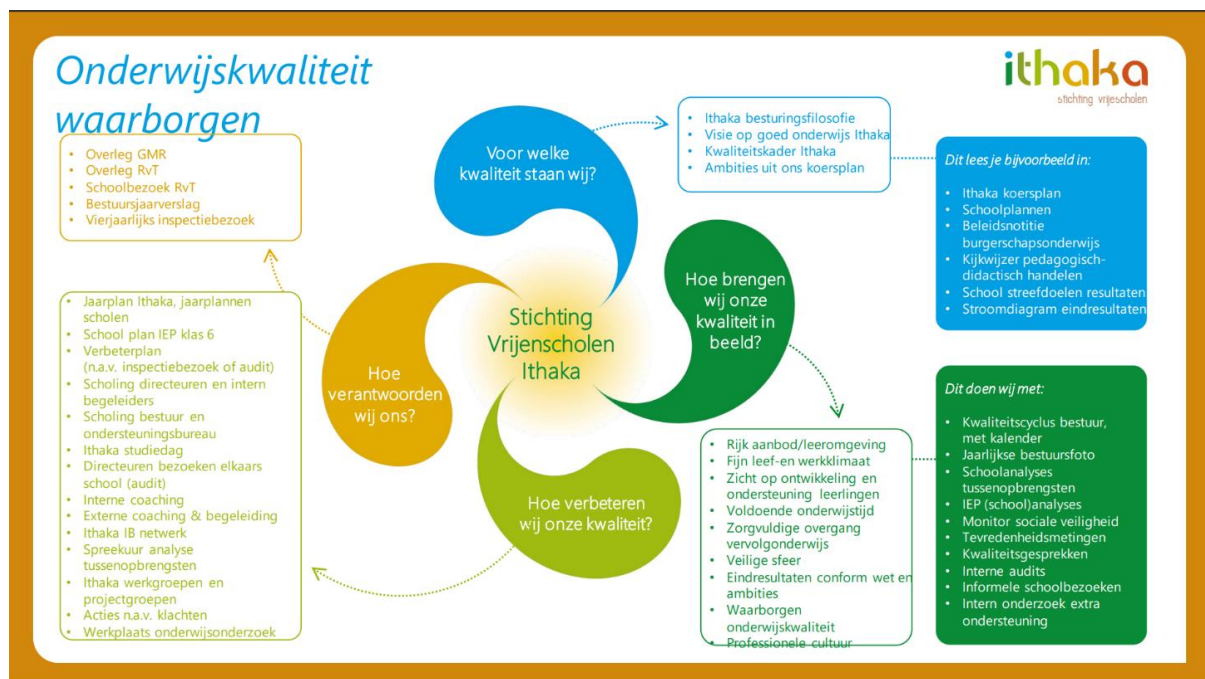 Onderwijskwaliteit
waarborgen
ithaka
stichting vrijescholen
• Overleg GMR
• Overleg RvT
• Schoolbezoek RvT
• Bestuursjaarverslag
• Vierjaarlijks inspectiebezoek
Voor welke
kwaliteit staan wij?
• Ithaka besturingsfilosofie
• Visie op goed onderwijs Ithaka
• Kwaliteitskader Ithaka
• Ambities uit ons koersplan
Dit lees je bijvoorbeeld in:
• Ithaka koersplan
• Schoolplannen
• Beleidsnotitie
burgerschapsonderwijs
• Kijkwijzer pedagogisch-
didactisch handelen
• School streefdoelen resultaten
• Stroomdiagram eindresultaten
Hoe brengen
wij onze
kwaliteit in
beeld?
Stichting
Vrijenscholen
Ithaka
Hoe
verantwoorden
wij ons?
Hoe verbeteren
wij onze kwaliteit?
• Jaarplan Ithaka, jaarplannen
scholen
• School plan IEP klas 6
• Verbeterplan
(n.a.v. inspectiebezoek of audit)
• Scholing directeuren en intern
begeleiders
• Scholing bestuur en
ondersteuningsbureau
• Ithaka studiedag
• Directeuren bezoeken elkaars
school (audit)
• Interne coaching
• Externe coaching & begeleiding
• Ithaka IB netwerk
• Spreekuur analyse
tussenopbrengsten
• Ithaka werkgroepen en
projectgroepen
• Acties n.a.v. klachten
• Werkplaats onderwijsonderzoek
• Rijk aanbod/leeromgeving
• Fijn leef-en werkklimaat
• Zicht op ontwikkeling en
ondersteuning leerlingen
• Voldoende onderwijstijd
• Zorgvuldige overgang
vervolgonderwijs
• Veilige sfeer
• Eindresultaten conform wet en
ambities
• Waarborgen
onderwijskwaliteit
• Professionele cultuur
Dit doen wij met:
• Kwaliteitscyclus bestuur,
met kalender
• Jaarlijkse bestuursfoto
• Schoolanalyses
tussenopbrengsten
• IEP (school)analyses
• Monitor sociale veiligheid
• Tevredenheidsmetingen
• Kwaliteitsgesprekken
• Interne audits
• Informele schoolbezoeken
• Intern onderzoek extra
ondersteuning